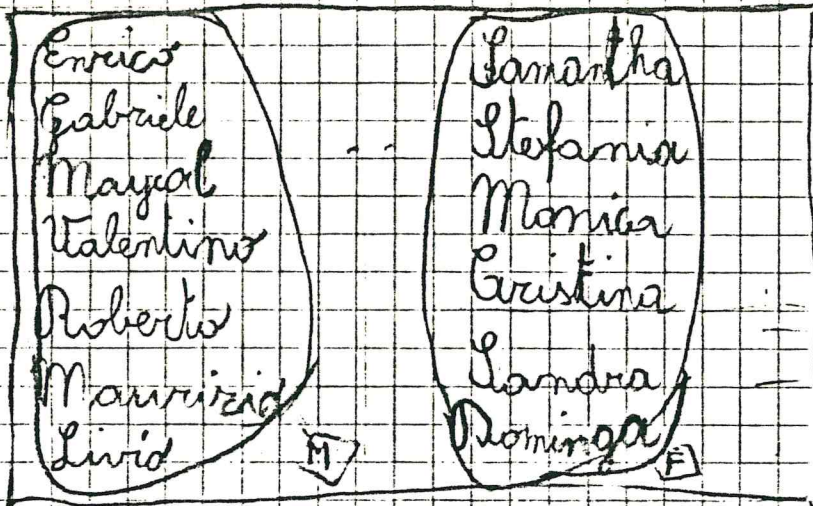 Enrico
Gabriele
Maycol
Valentino
Roberto
Maurizio
Livio
M
Samantha
Stefania
Monica
Cristina
Sandra
Dominga
F